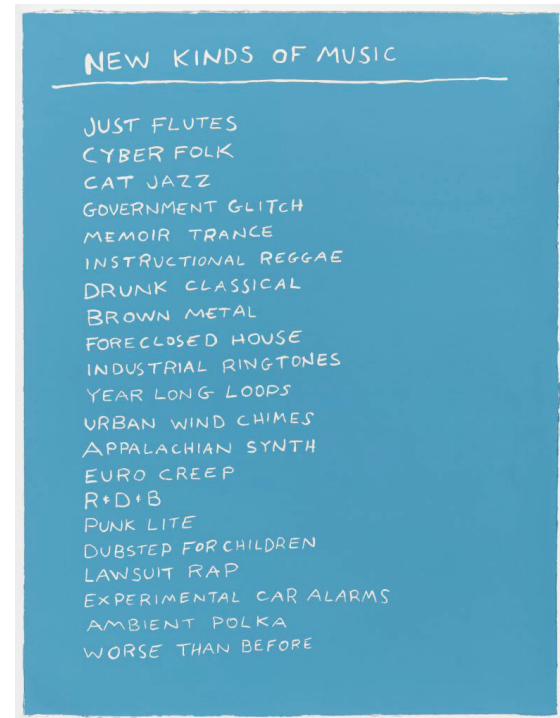 NEW KINDS OF MUSIC
JUST FLUTES
CYBER FOLK
CAT JAZZ
GOVERNMENT GLITCH
MEMOIR TRANCE
INSTRUCTIONAL REGGAE
DRUNK CLASSICAL
BROWN METAL
FORECLOSED HOUSE
INDUSTRIAL RINGTONES
YEAR LONG LOOPS
URBAN WIND CHIMES
APPALACHIAN SYNTH
EURO CREEP
R+D+B
PUNK LITE
DUBSTEP FOR CHILDREN
LAWSUIT RAP
EXPERIMENTAL CAR ALARMS
AMBIENT POLKA
WORSE THAN BEFORE